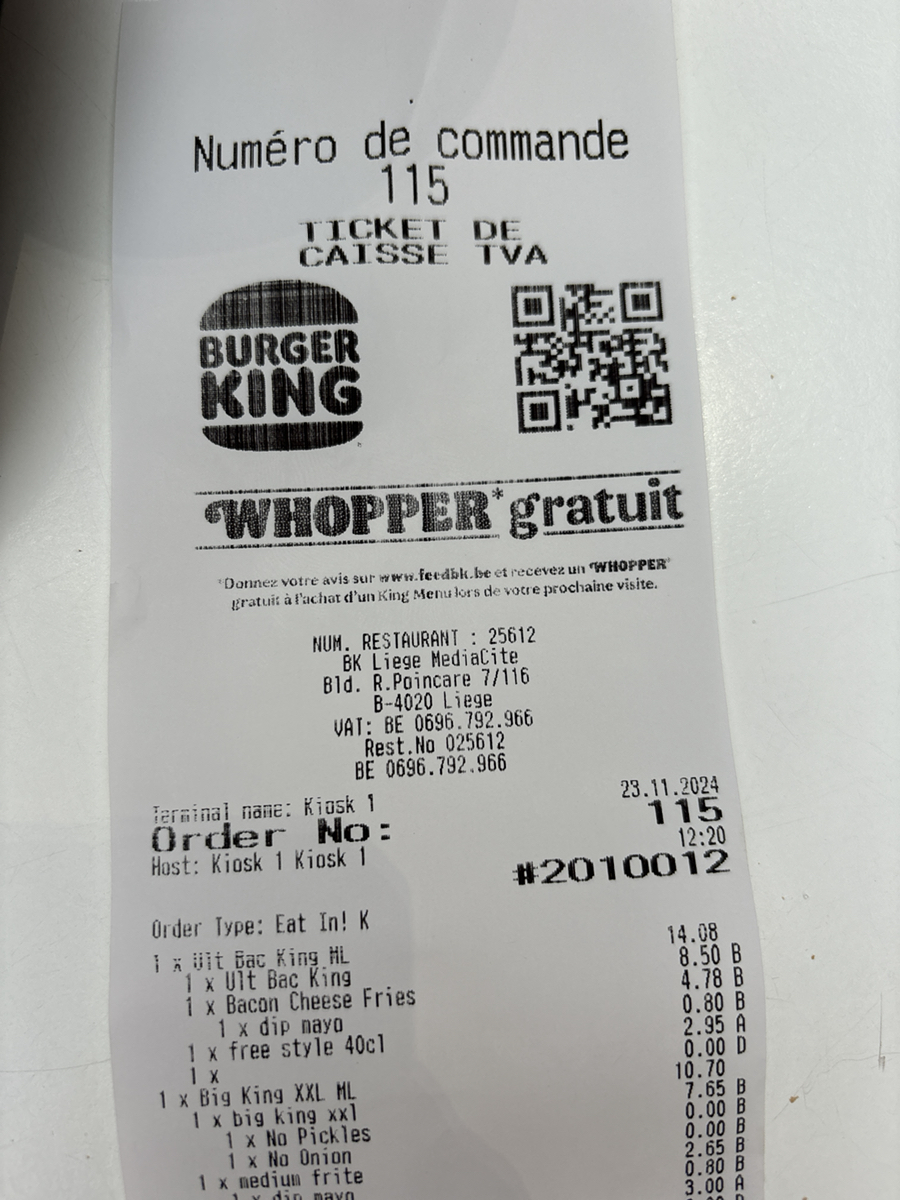 Numéro de commande
115
TICKET DE
CAISSE TVA
BURGER
KING
WHOPPER* gratuit
*Donnez votre avis sur www.feedbk.be et recevez un WHOPPER
gratuit à l'achat d'un King Menu lors de votre prochaine visite.
NUM. RESTAURANT : 25612
BK Liege MediaCite
Bld. R.Poincare 7/116
B-4020 Liege
VAT: BE 0696.792.966
Rest.No 025612
BE 0696.792.966
Terminal name: Kiosk 1 23.11.2024
Order No: 115
Host: Kiosk 1 Kiosk 1 12:20
#2010012
Order Type: Eat In! K
1 x Ult Bac King ML 14.08
1 x Ult Bac King 8.50 B
1 x Bacon Cheese Fries 4.78 B
1 x dip mayo 0.80 B
1 x free style 40cl 2.95 A
1 x 0.00 D
1 x Big King XXL ML 10.70
1 x big king xxl 7.65 B
1 x No Pickles 0.00 B
1 x No Onion 0.00 B
1 x medium frite 2.65 B
1 x dip mayo 0.80 B
3.00 A